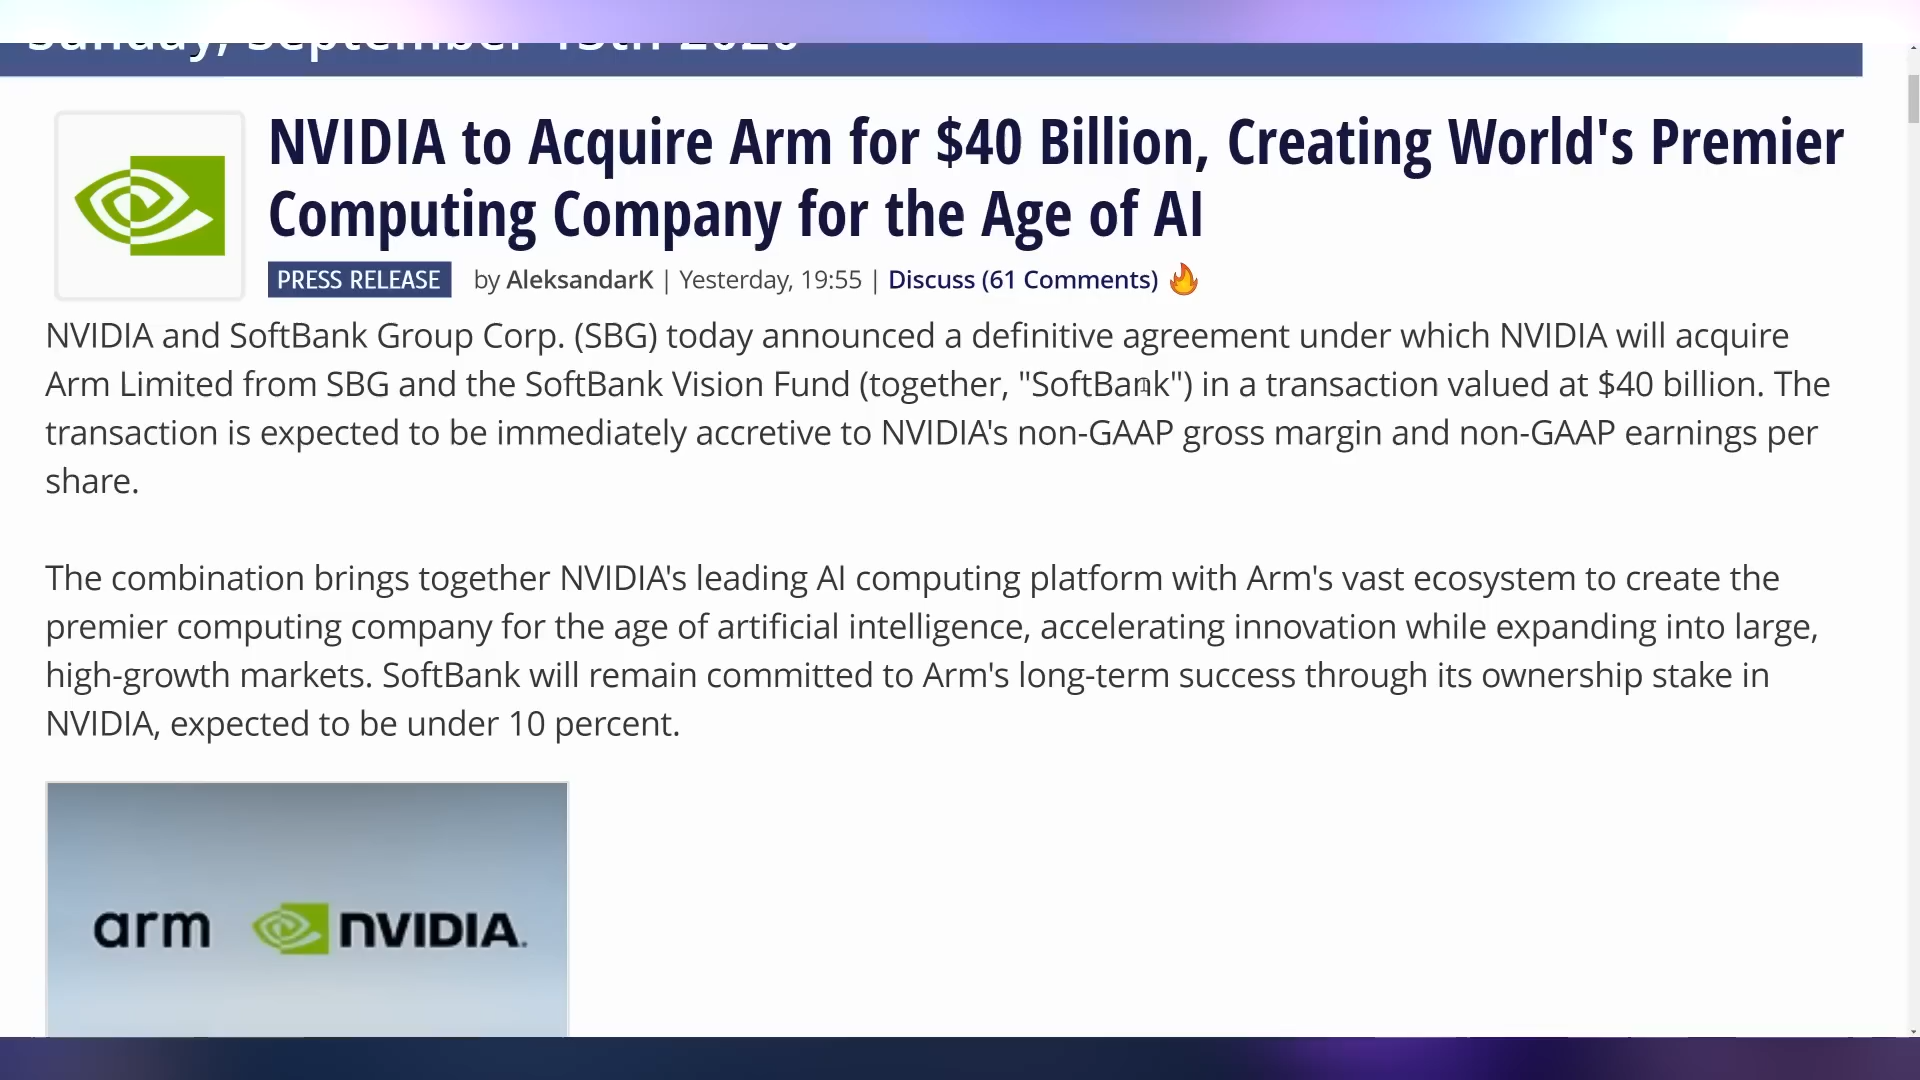 Sunday, September 13th 2020
NVIDIA to Acquire Arm for $40 Billion, Creating World's Premier
Computing Company for the Age of AI
PRESS RELEASE by AleksandarK | Yesterday, 19:55 | Discuss (61 Comments)
NVIDIA and SoftBank Group Corp. (SBG) today announced a definitive agreement under which NVIDIA will acquire
Arm Limited from SBG and the SoftBank Vision Fund (together, "SoftBank") in a transaction valued at $40 billion. The
transaction is expected to be immediately accretive to NVIDIA's non-GAAP gross margin and non-GAAP earnings per
share.
The combination brings together NVIDIA's leading AI computing platform with Arm's vast ecosystem to create the
premier computing company for the age of artificial intelligence, accelerating innovation while expanding into large,
high-growth markets. SoftBank will remain committed to Arm's long-term success through its ownership stake in
NVIDIA, expected to be under 10 percent.
arm NVIDIA.